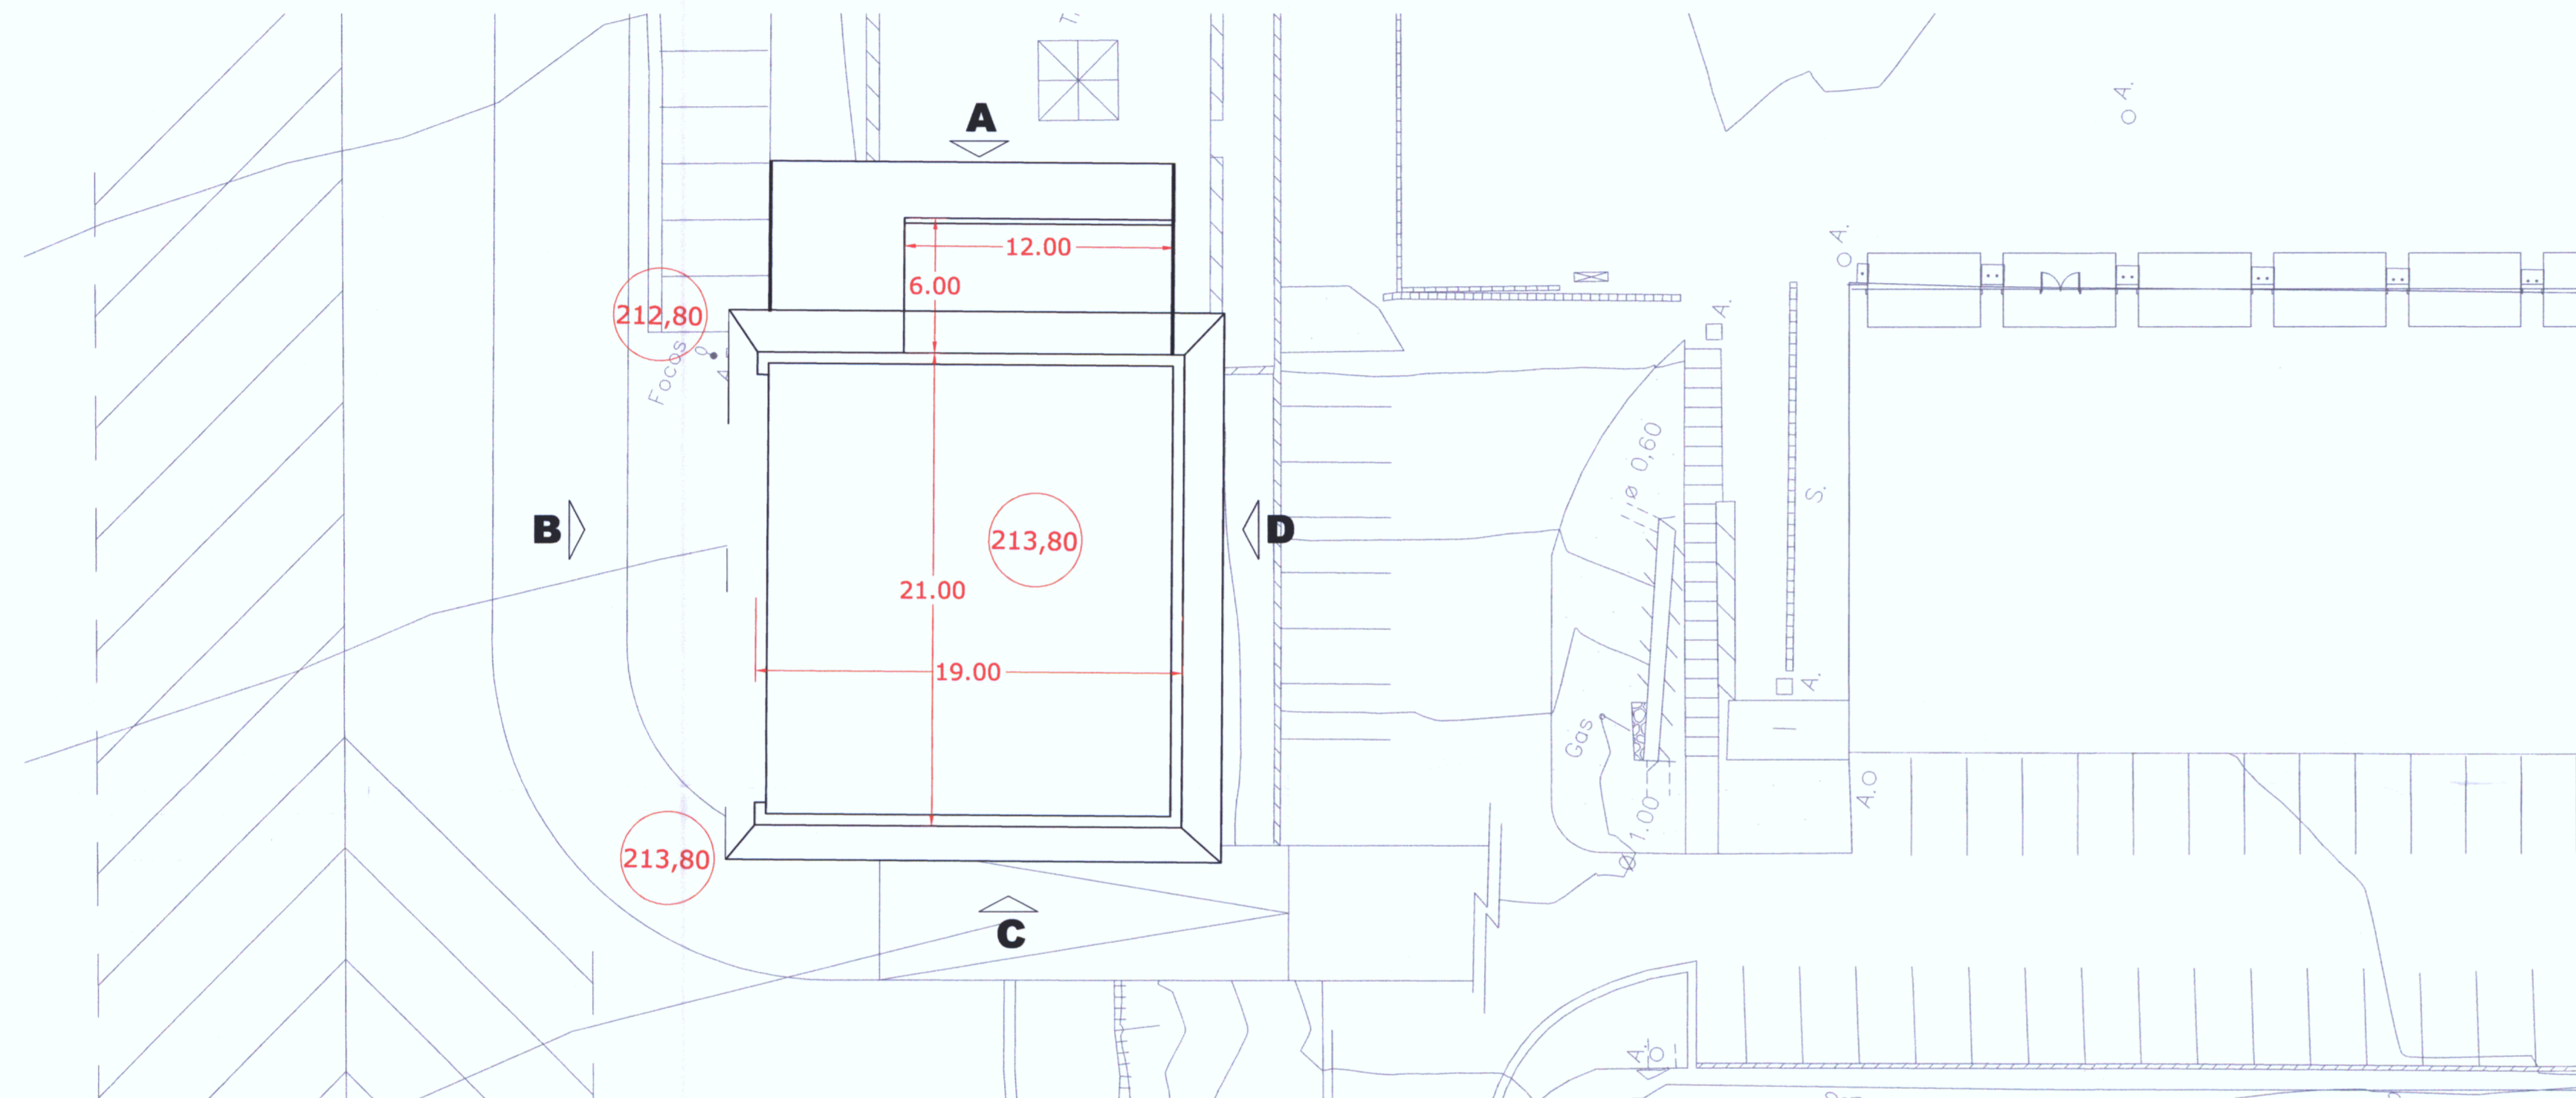 A.
A
A.
12.00
6.00
212,80
A.
Focos
A
Ø 0,60
S.
B
213,80
D
21.00
19.00
A.
Gas
A.O
Ø 1.00
213,80
C
A.